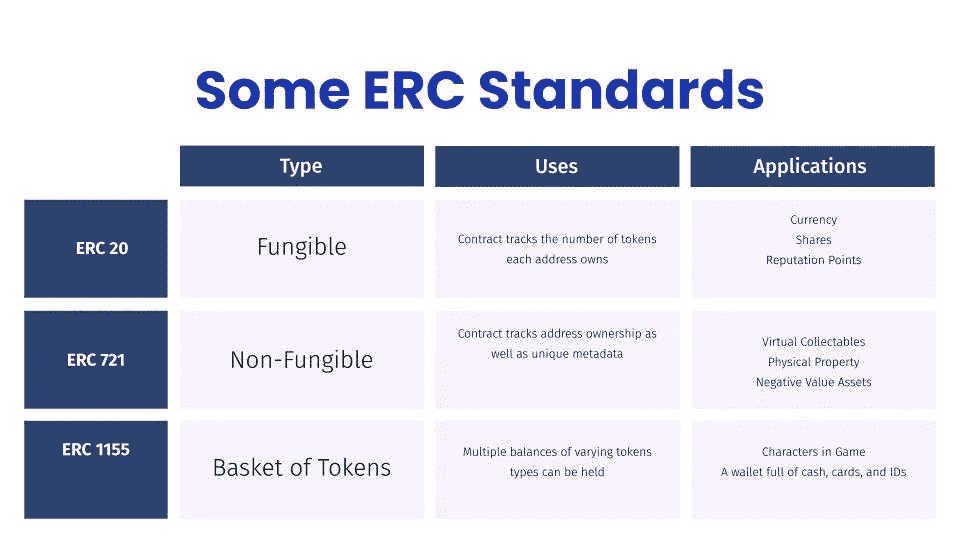 Some ERC Standards
Type
Uses
Applications
ERC 20
Fungible
Contract tracks the number of tokens
each address owns
Currency
Shares
Reputation Points
ERC 721
Non-Fungible
Contract tracks address ownership as
well as unique metadata
Virtual Collectables
Physical Property
Negative Value Assets
ERC 1155
Basket of Tokens
Multiple balances of varying tokens
types can be held
Characters in Game
A wallet full of cash, cards, and IDs